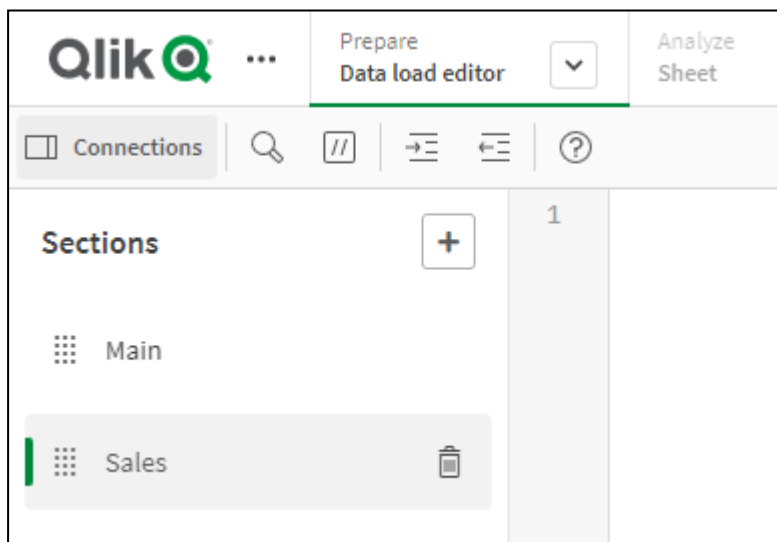 Qlik
Prepare
Data load editor
Analyze
Sheet
Connections
//
Sections
+
1
Main
Sales